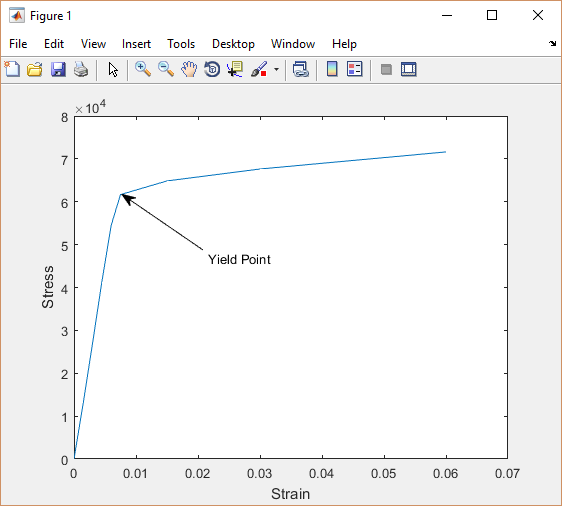 Figure 1
File Edit View Insert Tools Desktop Window Help
×10⁴
8
7
6
5
4
3
2
1
0
Stress
Yield Point
0 0.01 0.02 0.03 0.04 0.05 0.06 0.07
Strain